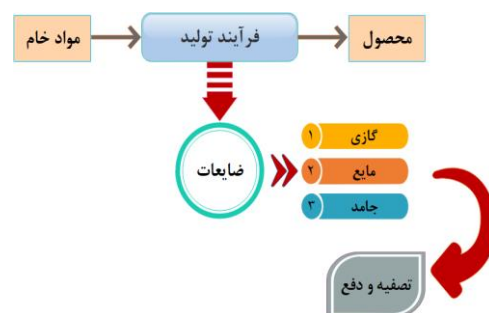 مواد خام
فرآیند تولید
محصول
ضایعات
۱ گازی
۲ مایع
۳ جامد
تصفیه و دفع